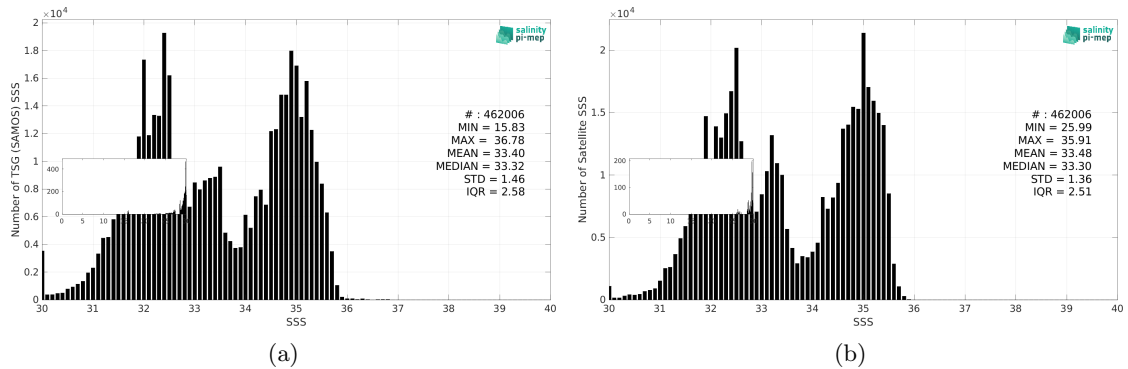 ×10^4
2
1.8
1.6
1.4
1.2
1
0.8
0.6
0.4
0.2
0
Number of TSG (SAMOS) SSS
salinity
pi-mep
# : 462006
MIN = 15.83
MAX = 36.78
MEAN = 33.40
MEDIAN = 33.32
STD = 1.46
IQR = 2.58
400
200
0
0 5 10
30 31 32 33 34 35 36 37 38 39 40
SSS
(a)
×10^4
2
1.5
1
0.5
0
Number of Satellite SSS
salinity
pi-mep
# : 462006
MIN = 25.99
MAX = 35.91
MEAN = 33.48
MEDIAN = 33.30
STD = 1.36
IQR = 2.51
200
100
0
0 5 10
30 31 32 33 34 35 36 37 38 39 40
SSS
(b)